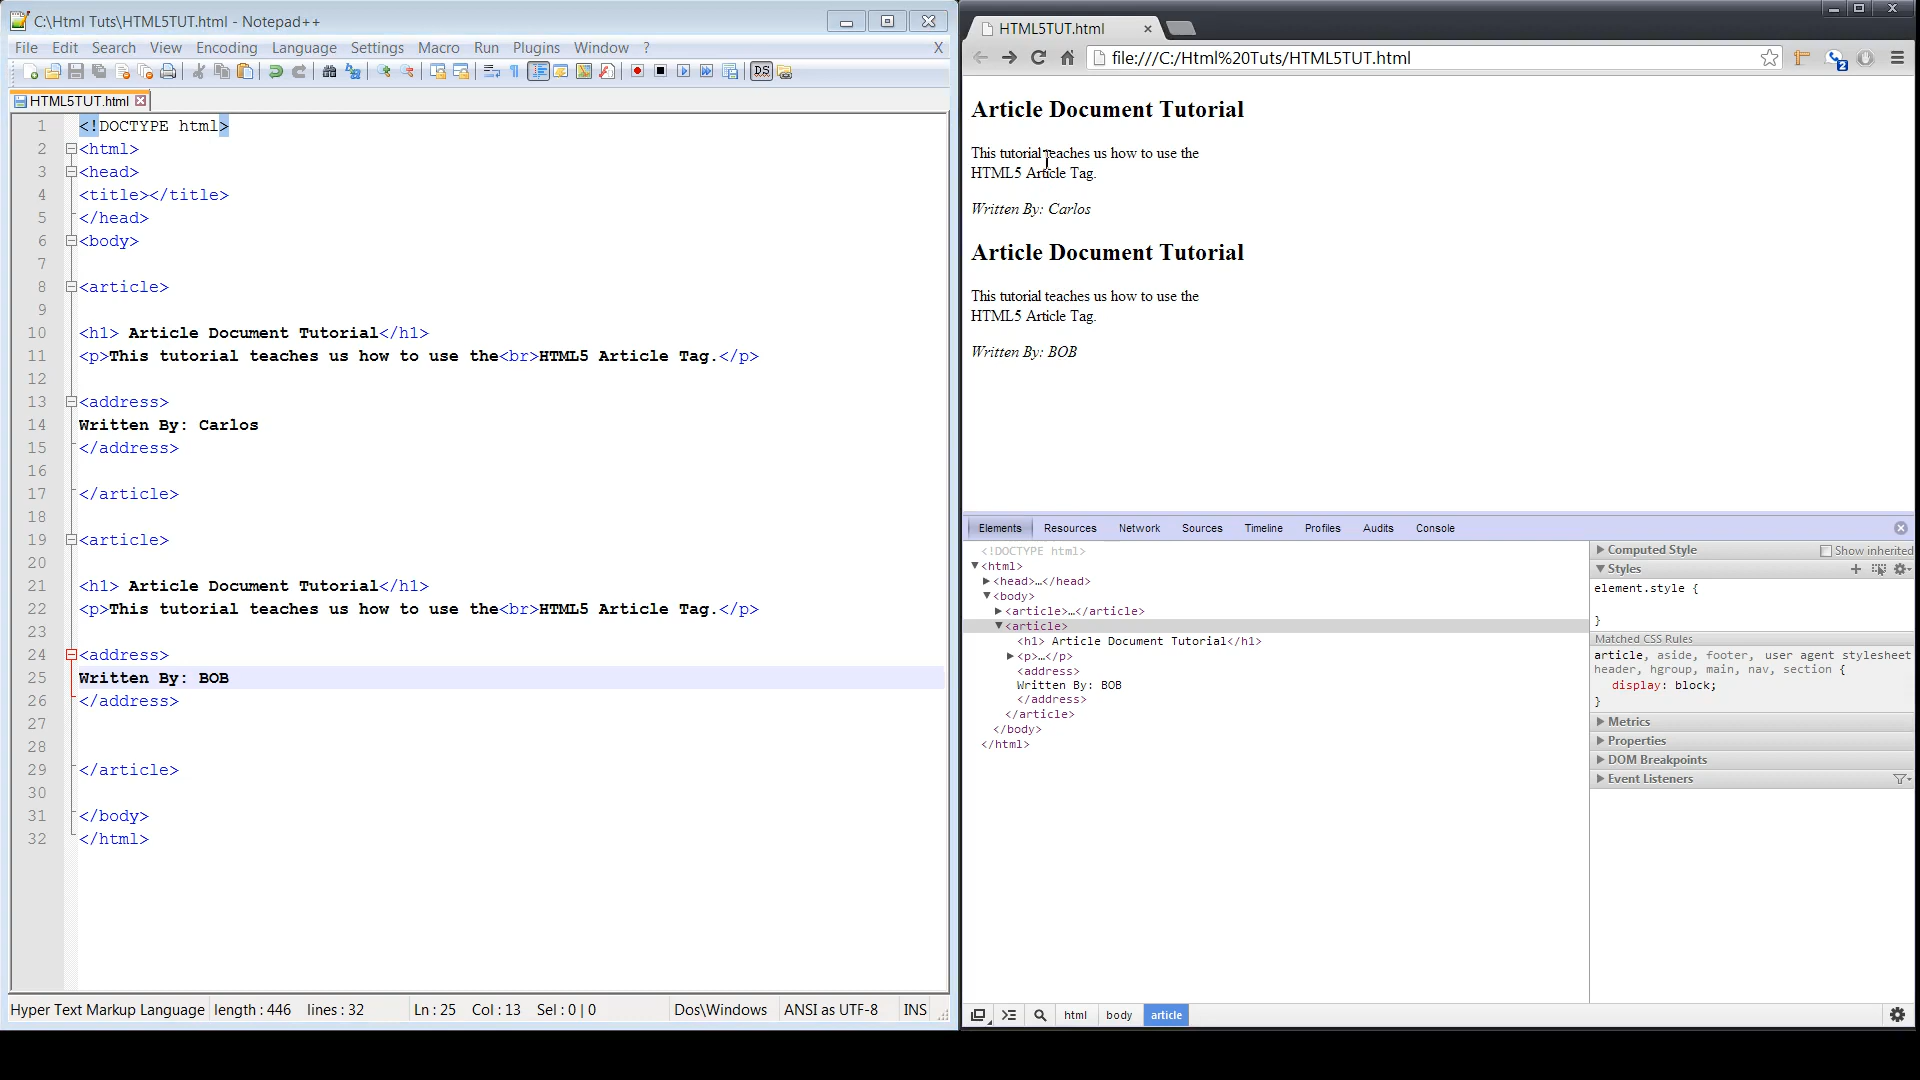 C:\Html Tuts\HTML5TUT.html - Notepad++
File Edit Search View Encoding Language Settings Macro Run Plugins Window ? X
HTML5TUT.html
1 <!DOCTYPE html>
2 <html>
3 <head>
4 <title></title>
5 </head>
6 <body>
7
8 <article>
9
10 <h1> Article Document Tutorial</h1>
11 <p>This tutorial teaches us how to use the<br>HTML5 Article Tag.</p>
12
13 <address>
14 Written By: Carlos
15 </address>
16
17 </article>
18
19 <article>
20
21 <h1> Article Document Tutorial</h1>
22 <p>This tutorial teaches us how to use the<br>HTML5 Article Tag.</p>
23
24 <address>
25 Written By: BOB
26 </address>
27
28
29 </article>
30
31 </body>
32 </html>
Hyper Text Markup Language length : 446 lines : 32 Ln : 25 Col : 13 Sel : 0 | 0 Dos\Windows ANSI as UTF-8 INS
HTML5TUT.html
file:///C:/Html%20Tuts/HTML5TUT.html
2
Article Document Tutorial
This tutorial teaches us how to use the
HTML5 Article Tag.
Written By: Carlos
Article Document Tutorial
This tutorial teaches us how to use the
HTML5 Article Tag.
Written By: BOB
Elements Resources Network Sources Timeline Profiles Audits Console
<!DOCTYPE html>
<html>
<head>…</head>
<body>
<article>…</article>
<article>
<h1> Article Document Tutorial</h1>
<p>…</p>
<address>
Written By: BOB
</address>
</article>
</body>
</html>
Computed Style Show inherited
Styles
element.style {
}
Matched CSS Rules
article, aside, footer, user agent stylesheet
header, hgroup, main, nav, section {
display: block;
}
Metrics
Properties
DOM Breakpoints
Event Listeners
html body article